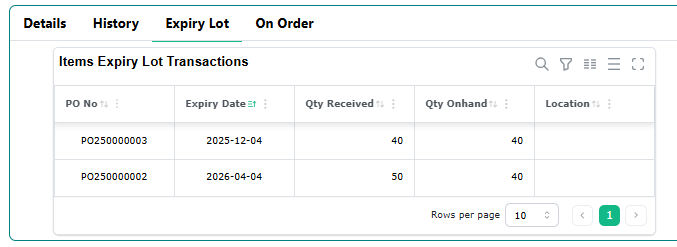 Details History Expiry Lot On Order
Items Expiry Lot Transactions
PO No Expiry Date Qty Received Qty Onhand Location
PO250000003 2025-12-04 40 40
PO250000002 2026-04-04 50 40
Rows per page 10 1